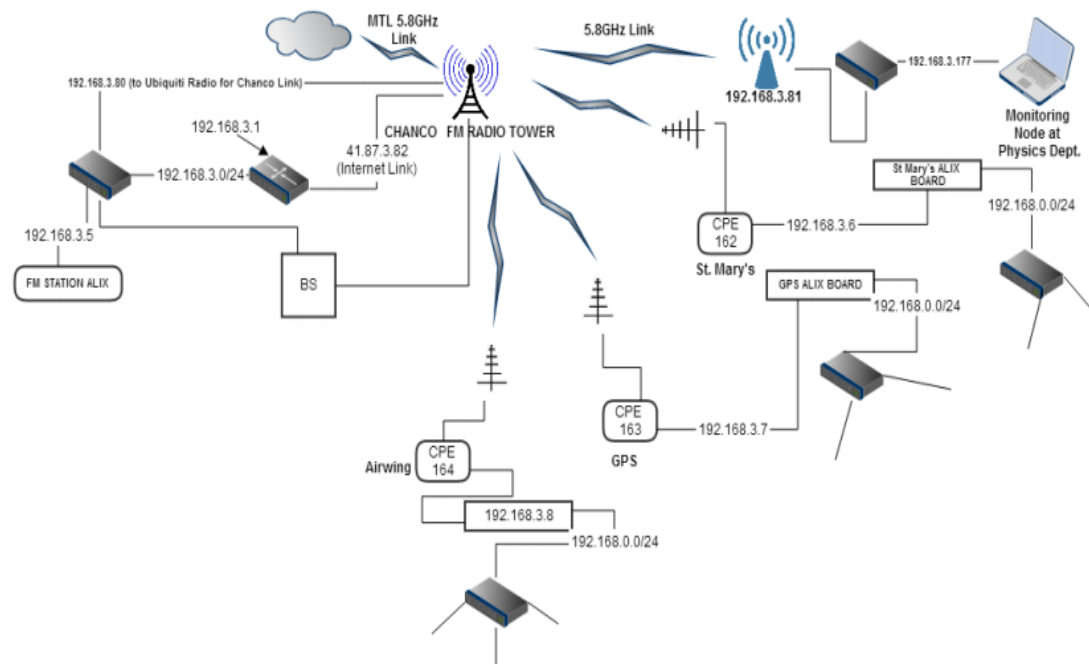 MTL 5.8GHz
Link
5.8GHz Link
192.168.3.80 (to Ubiquiti Radio for Chanco Link)
192.168.3.177
192.168.3.81
192.168.3.1
CHANCO FM RADIO TOWER
Monitoring
Node at
Physics Dept.
41.87.3.82
(Internet Link)
192.168.3.0/24
St Mary's ALIX
BOARD
192.168.0.0/24
192.168.3.5
CPE
162
192.168.3.6
St. Mary's
FM STATION ALIX
BS
GPS ALIX BOARD
192.168.0.0/24
CPE
163
192.168.3.7
GPS
Airwing
CPE
164
192.168.3.8
192.168.0.0/24